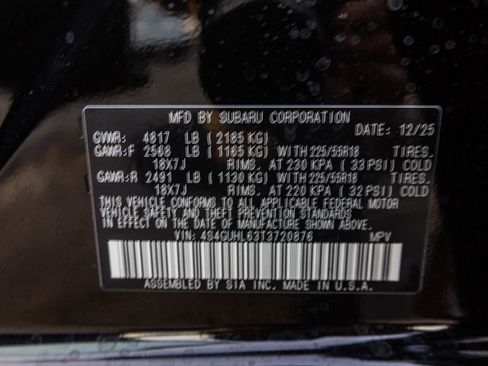 MFD BY SUBARU CORPORATION
GVWR: 4817 LB (2185 KG) DATE: 12/25
GAWR:F 2568 LB (1165 KG) WITH 225/55R18 TIRES.
18X7J RIMS. AT 230 KPA (33 PSI) COLD
GAWR:R 2491 LB (1130 KG) WITH 225/55R18 TIRES.
18X7J RIMS. AT 220 KPA (32 PSI) COLD
THIS VEHICLE CONFORMS TO ALL APPLICABLE FEDERAL MOTOR
VEHICLE SAFETY AND THEFT PREVENTION STANDARDS
IN EFFECT ON THE DATE OF MANUFACTURE SHOWN ABOVE.
VIN: 4S4GUHL63T3720876 MPV
ASSEMBLED BY SIA INC. MADE IN U.S.A.